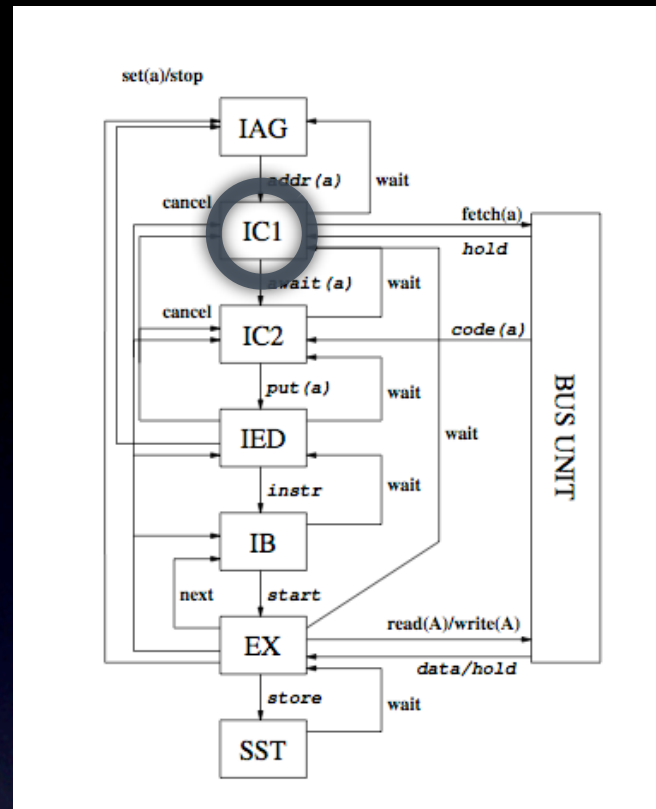 set(a)/stop
IAG
addr(a)
wait
cancel
IC1
fetch(a)
hold
await(a)
wait
cancel
IC2
code(a)
put(a)
wait
BUS UNIT
IED
wait
instr
wait
IB
next
start
read(A)/write(A)
EX
data/hold
store
wait
SST